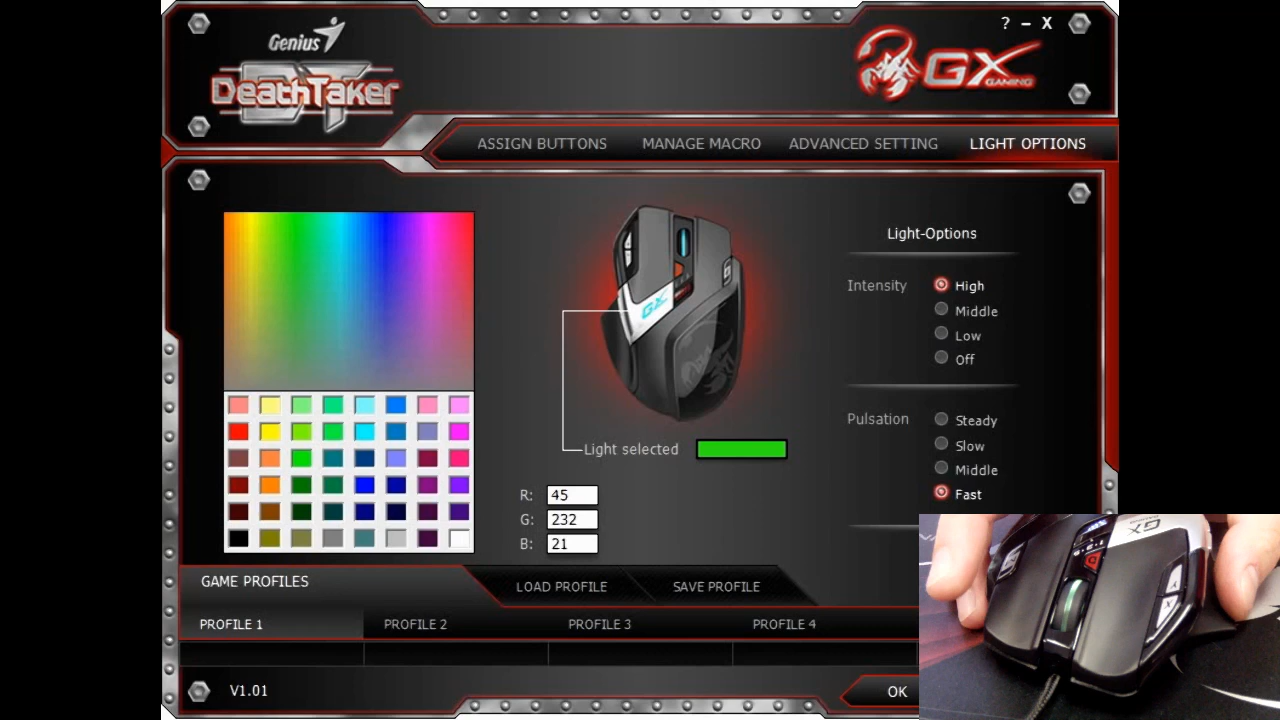 ? – X
Genius
DeathTaker
GX
GAMING
ASSIGN BUTTONS MANAGE MACRO ADVANCED SETTING LIGHT OPTIONS
Light-Options
Intensity
High
Middle
Low
Off
Pulsation
Steady
Slow
Middle
Fast
GX
Light selected
R: 45
G: 232
B: 21
GAME PROFILES LOAD PROFILE SAVE PROFILE
PROFILE 1 PROFILE 2 PROFILE 3 PROFILE 4
V1.01
OK
GX